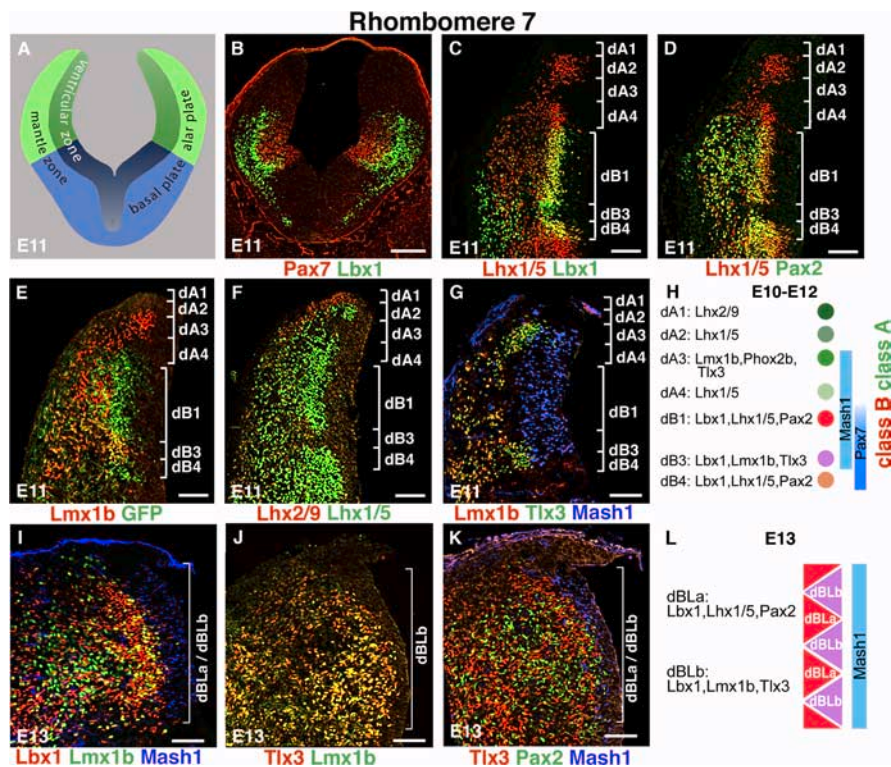 Rhombomere 7
A
ventricular zone
mantle zone
alar plate
basal plate
E11
B
E11
Pax7 Lbx1
C
dA1
dA2
dA3
dA4
dB1
dB3
dB4
E11
Lhx1/5 Lbx1
D
dA1
dA2
dA3
dA4
dB1
dB3
dB4
E11
Lhx1/5 Pax2
E
dA1
dA2
dA3
dA4
dB1
dB3
dB4
E11
Lmx1b GFP
F
dA1
dA2
dA3
dA4
dB1
dB3
dB4
E11
Lhx2/9 Lhx1/5
G
dA1
dA2
dA3
dA4
dB1
dB3
dB4
E11
Lmx1b Tlx3 Mash1
H E10-E12
dA1: Lhx2/9
dA2: Lhx1/5
dA3: Lmx1b,Phox2b,
Tlx3
dA4: Lhx1/5
dB1: Lbx1,Lhx1/5,Pax2
dB3: Lbx1,Lmx1b,Tlx3
dB4: Lbx1,Lhx1/5,Pax2
Mash1
Pax7
class B class A
I
dBLa / dBLb
E13
Lbx1 Lmx1b Mash1
J
dBLb
E13
Tlx3 Lmx1b
K
dBLa / dBLb
E13
Tlx3 Pax2 Mash1
L E13
dBLa:
Lbx1,Lhx1/5,Pax2
dBLb:
Lbx1,Lmx1b,Tlx3
dBLb
dBLa
dBLb
dBLa
dBLb
Mash1